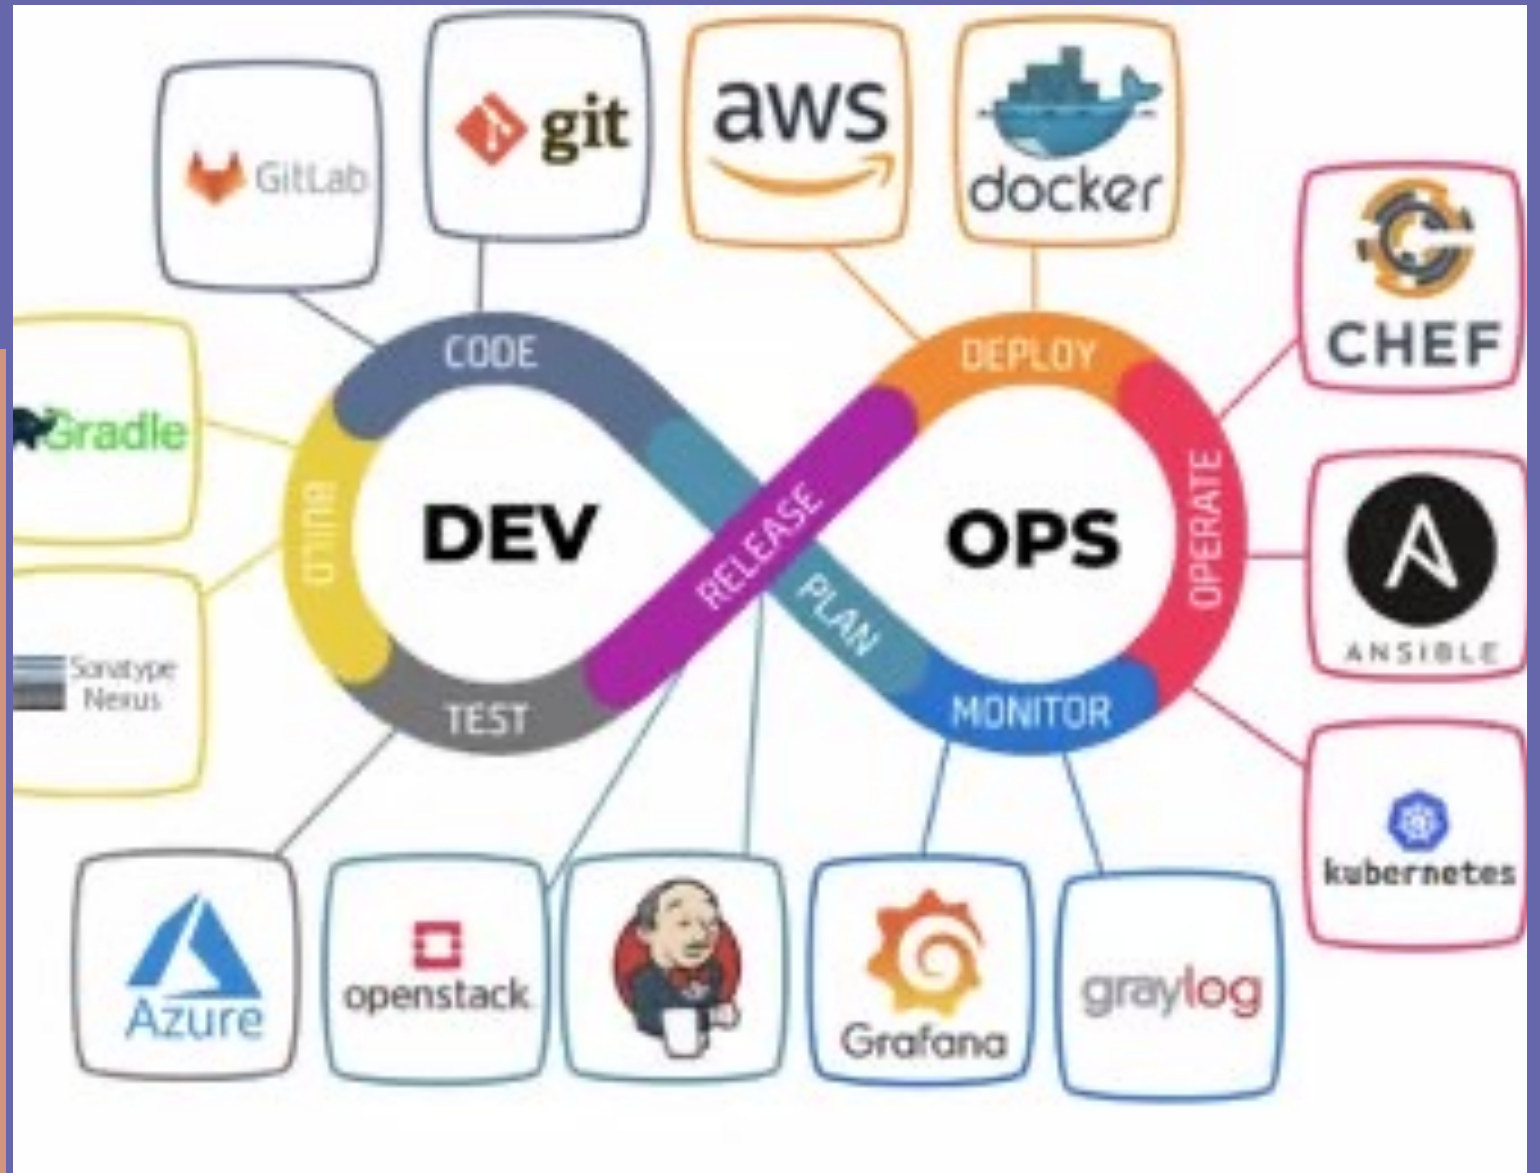 GitLab
git
aws
docker
CHEF
Gradle
CODE
DEPLOY
BUILD
DEV
RELEASE
OPS
OPERATE
PLAN
ANSIBLE
Sonatype
Nexus
TEST
MONITOR
kubernetes
Azure
openstack.
Grafana
graylog